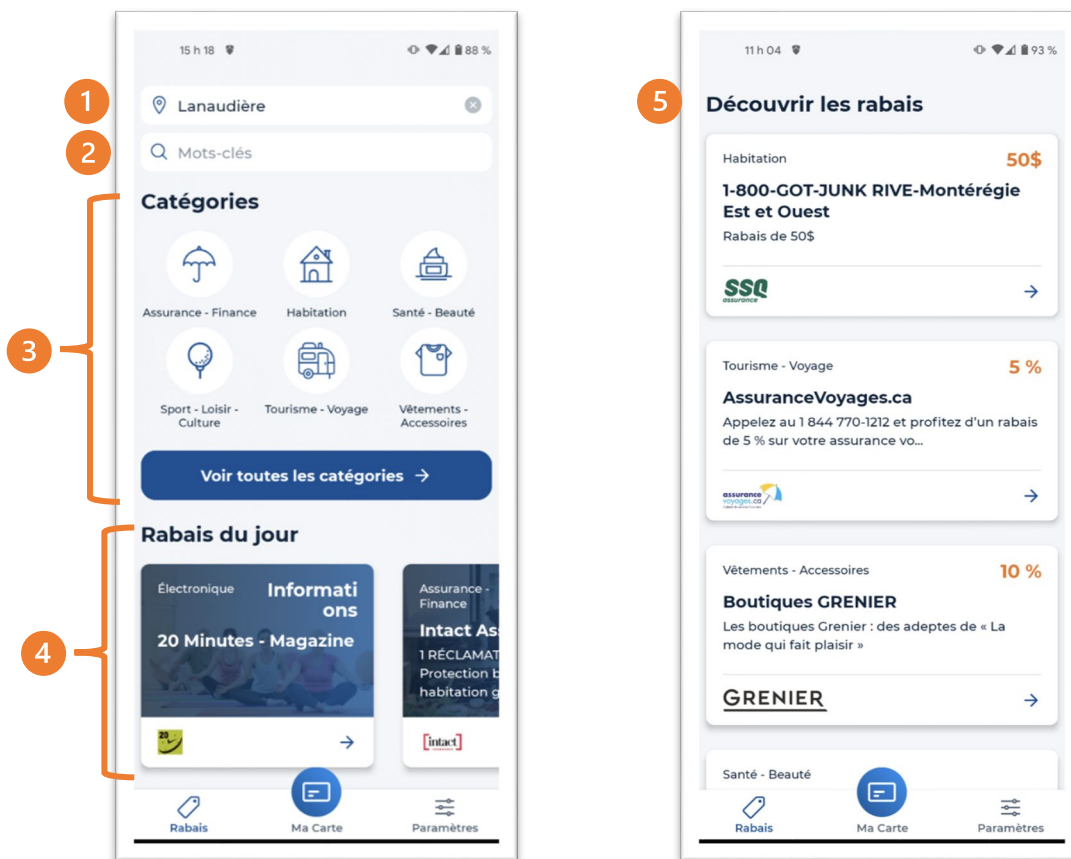 15 h 18
88 %
1
Lanaudière
2
Mots-clés
3
Catégories
Assurance - Finance
Habitation
Santé - Beauté
Sport - Loisir -
Culture
Tourisme - Voyage
Vêtements -
Accessoires
Voir toutes les catégories →
4
Rabais du jour
Électronique
Informati
ons
20 Minutes - Magazine
20
Assurance -
Finance
Intact As
1 RÉCLAMAT
Protection b
habitation g
[intact]
Rabais
Ma Carte
Paramètres
11 h 04
93 %
5
Découvrir les rabais
Habitation
50$
1-800-GOT-JUNK RIVE-Montérégie
Est et Ouest
Rabais de 50$
SSQ
assurance
Tourisme - Voyage
5 %
AssuranceVoyages.ca
Appelez au 1 844 770-1212 et profitez d'un rabais
de 5 % sur votre assurance vo...
assurance
voyages.ca
Vêtements - Accessoires
10 %
Boutiques GRENIER
Les boutiques Grenier : des adeptes de « La
mode qui fait plaisir »
GRENIER
Santé - Beauté
Rabais
Ma Carte
Paramètres